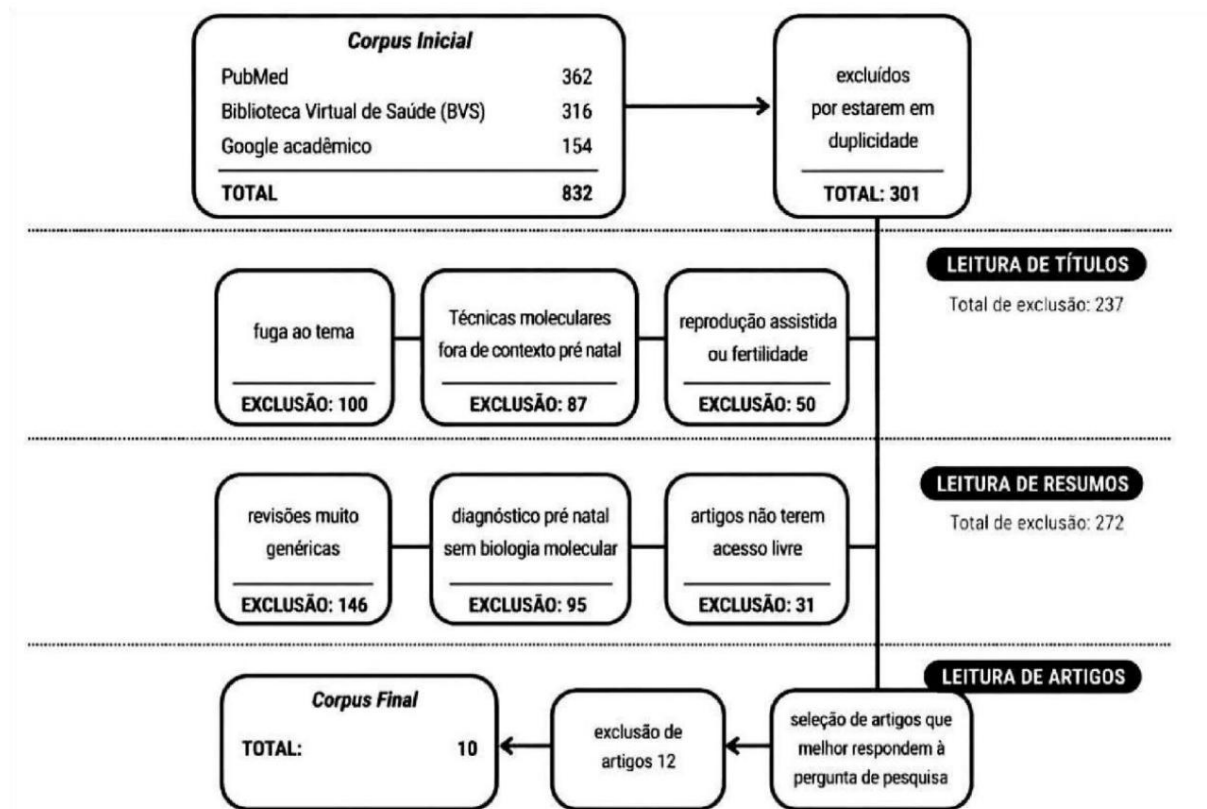 Corpus Inicial
PubMed 362
Biblioteca Virtual de Saúde (BVS) 316
Google acadêmico 154
TOTAL 832
excluídos
por estarem em
duplicidade
TOTAL: 301
LEITURA DE TÍTULOS
Total de exclusão: 237
fuga ao tema
EXCLUSÃO: 100
Técnicas moleculares
fora de contexto pré natal
EXCLUSÃO: 87
reprodução assistida
ou fertilidade
EXCLUSÃO: 50
LEITURA DE RESUMOS
Total de exclusão: 272
revisões muito
genéricas
EXCLUSÃO: 146
diagnóstico pré natal
sem biologia molecular
EXCLUSÃO: 95
artigos não terem
acesso livre
EXCLUSÃO: 31
LEITURA DE ARTIGOS
seleção de artigos que
melhor respondem à
pergunta de pesquisa
exclusão de
artigos 12
Corpus Final
TOTAL: 10